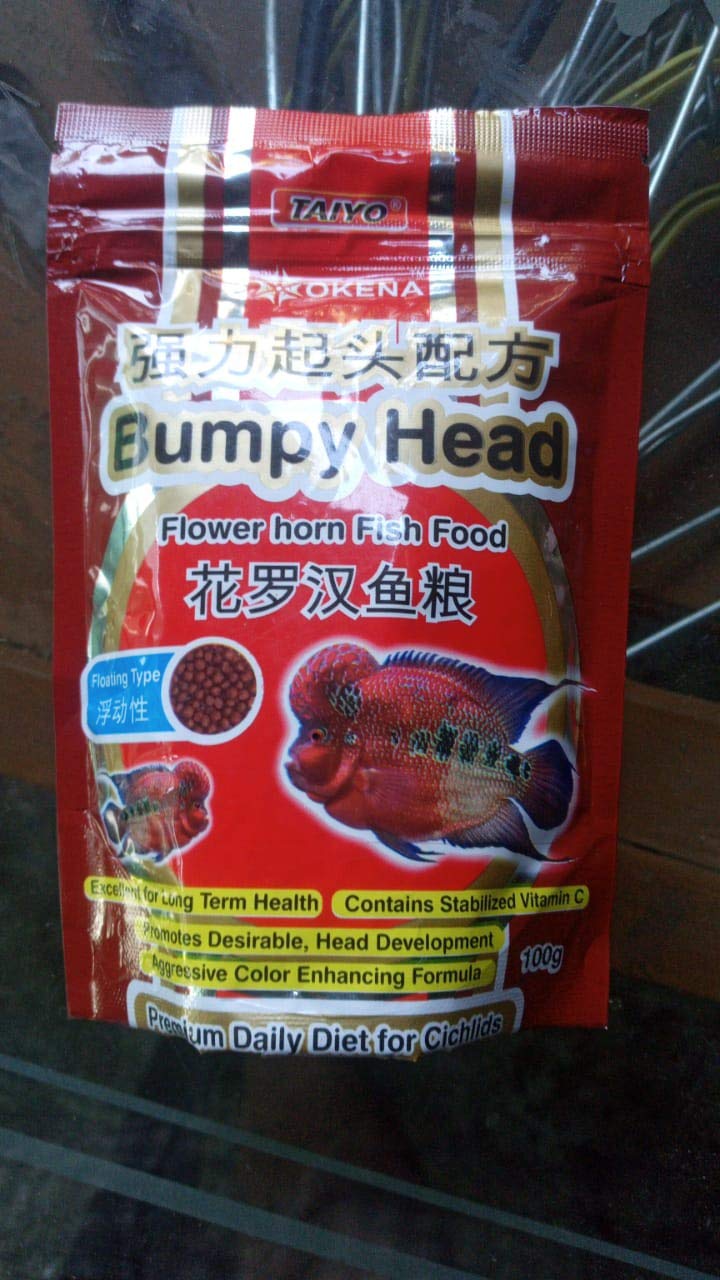 TAIYO®
OKENA™
强力起头配方
Bumpy Head
Flower horn Fish Food
花罗汉鱼粮
Floating Type
浮动性
Excellent for Long Term Health
Contains Stabilized Vitamin C
Promotes Desirable, Head Development
Aggressive Color Enhancing Formula
100g
Premium Daily Diet for Cichlids